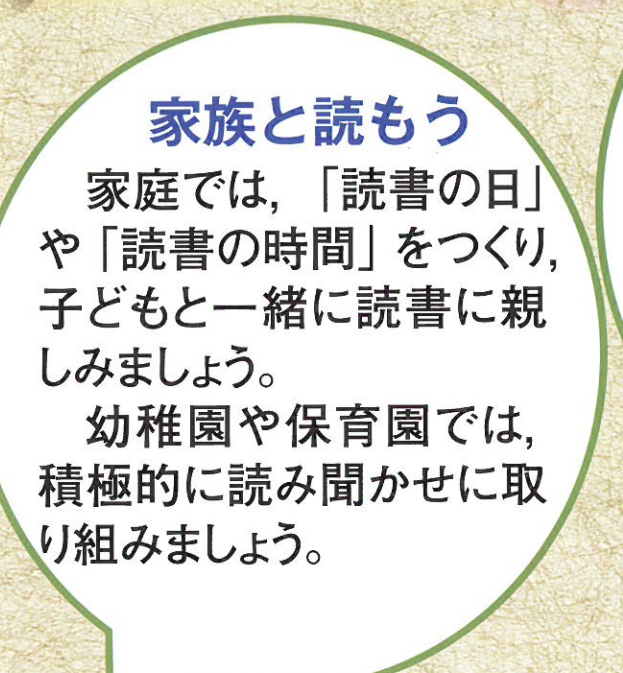 家族と読もう
　家庭では，「読書の日」
や「読書の時間」をつくり，
子どもと一緒に読書に親
しみましょう。
　幼稚園や保育園では，
積極的に読み聞かせに取
り組みましょう。